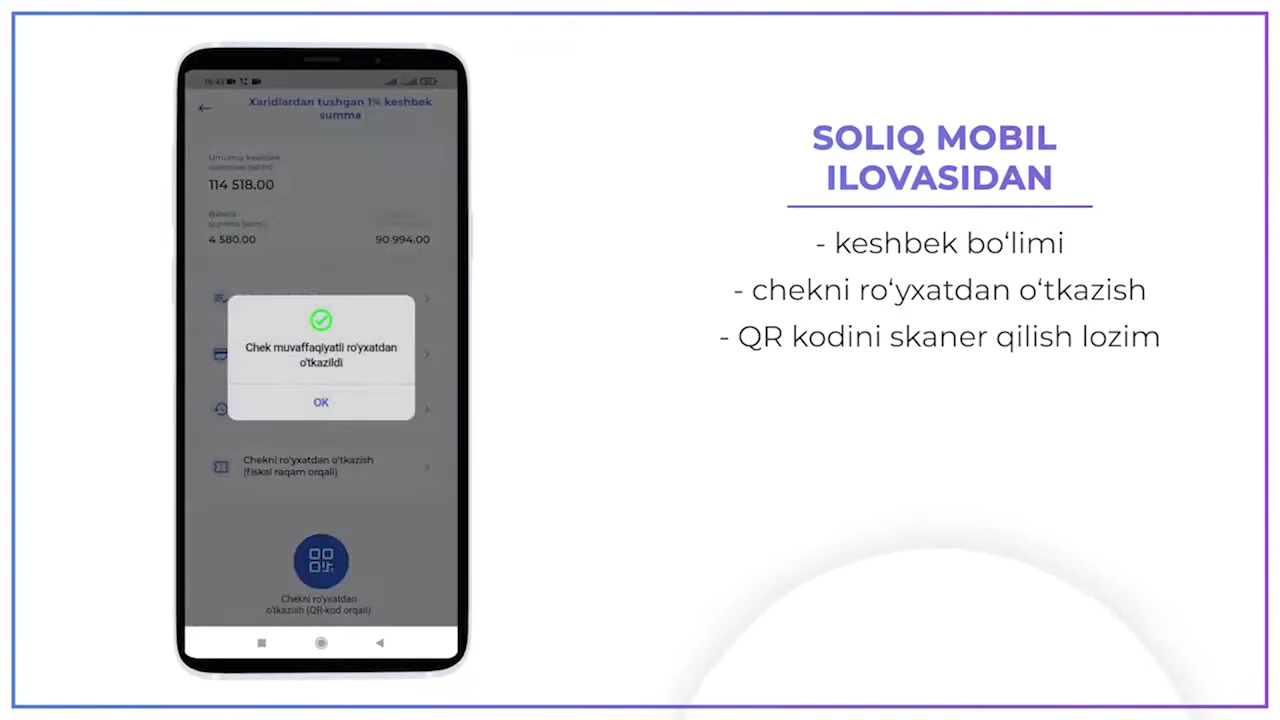 Xaridlardan tushgan 1% keshbek
summa
Umumiy keshbek
114 518.00
Balans
4 580.00
90 994.00
Chek muvaffaqiyatli ro'yxatdan
o'tkazildi
OK
Chekni ro'yxatdan o'tkazish
(fiskal raqam orqali)
Chekni ro'yxatdan
o'tkazish (QR-kod orqali)
SOLIQ MOBIL
ILOVASIDAN
- keshbek bo‘limi
- chekni ro‘yxatdan o‘tkazish
- QR kodini skaner qilish lozim